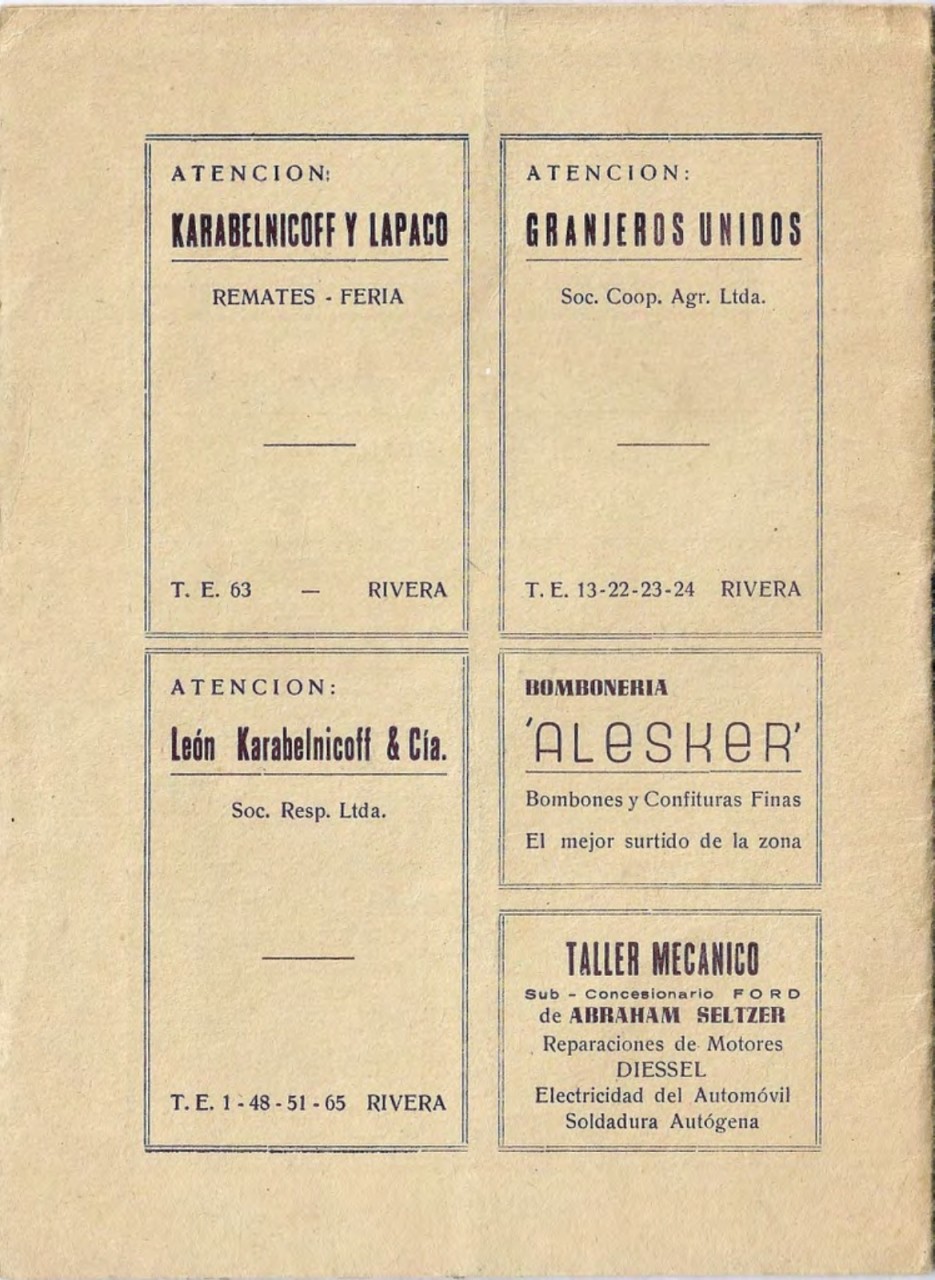 ATENCION:
KARABELNICOFF Y LAPACO
REMATES - FERIA
T. E. 63 — RIVERA
ATENCION:
GRANJEROS UNIDOS
Soc. Coop. Agr. Ltda.
T. E. 13-22-23-24 RIVERA
ATENCION:
León Karabelnicoff & Cía.
Soc. Resp. Ltda.
T. E. 1 - 48 - 51 - 65 RIVERA
BOMBONERIA
'ALESKER'
Bombones y Confituras Finas
El mejor surtido de la zona
TALLER MECANICO
Sub - Concesionario FORD
de ABRAHAM SELTZER
Reparaciones de Motores
DIESSEL
Electricidad del Automóvil
Soldadura Autógena